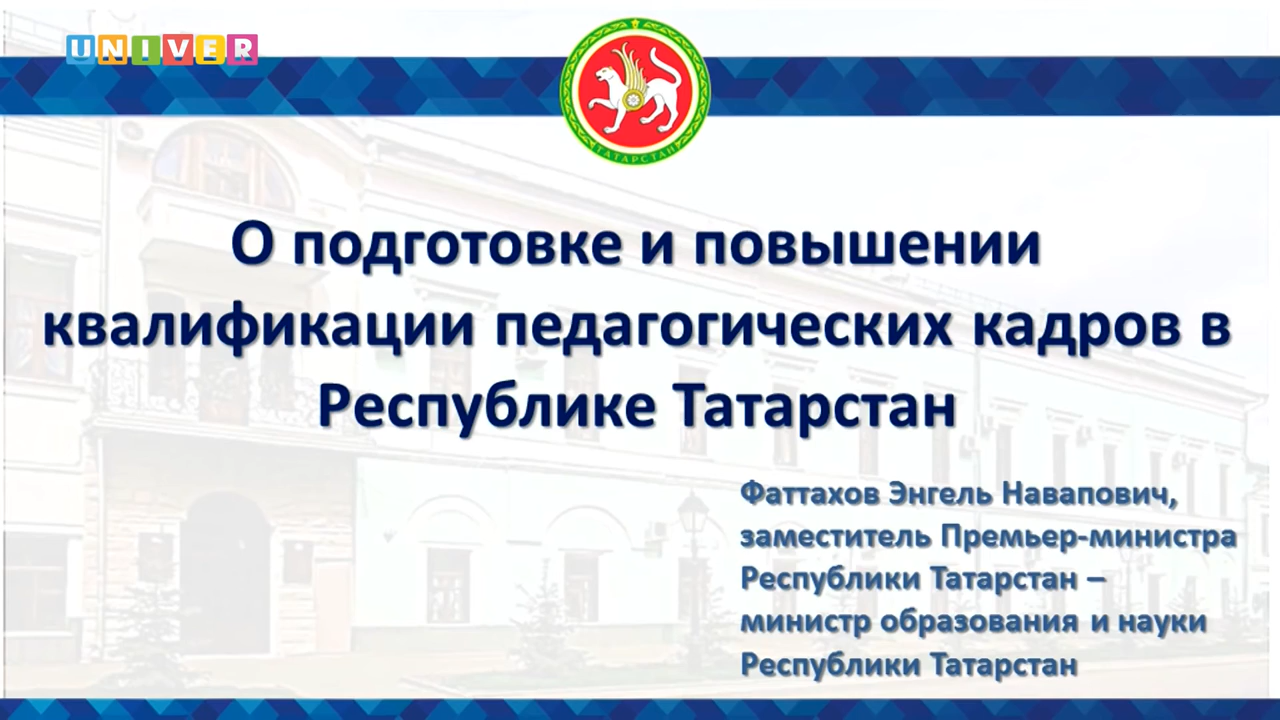 UNIVER
ТАТАРСТАН
О подготовке и повышении
квалификации педагогических кадров в
Республике Татарстан
Фаттахов Энгель Навапович,
заместитель Премьер-министра
Республики Татарстан –
министр образования и науки
Республики Татарстан